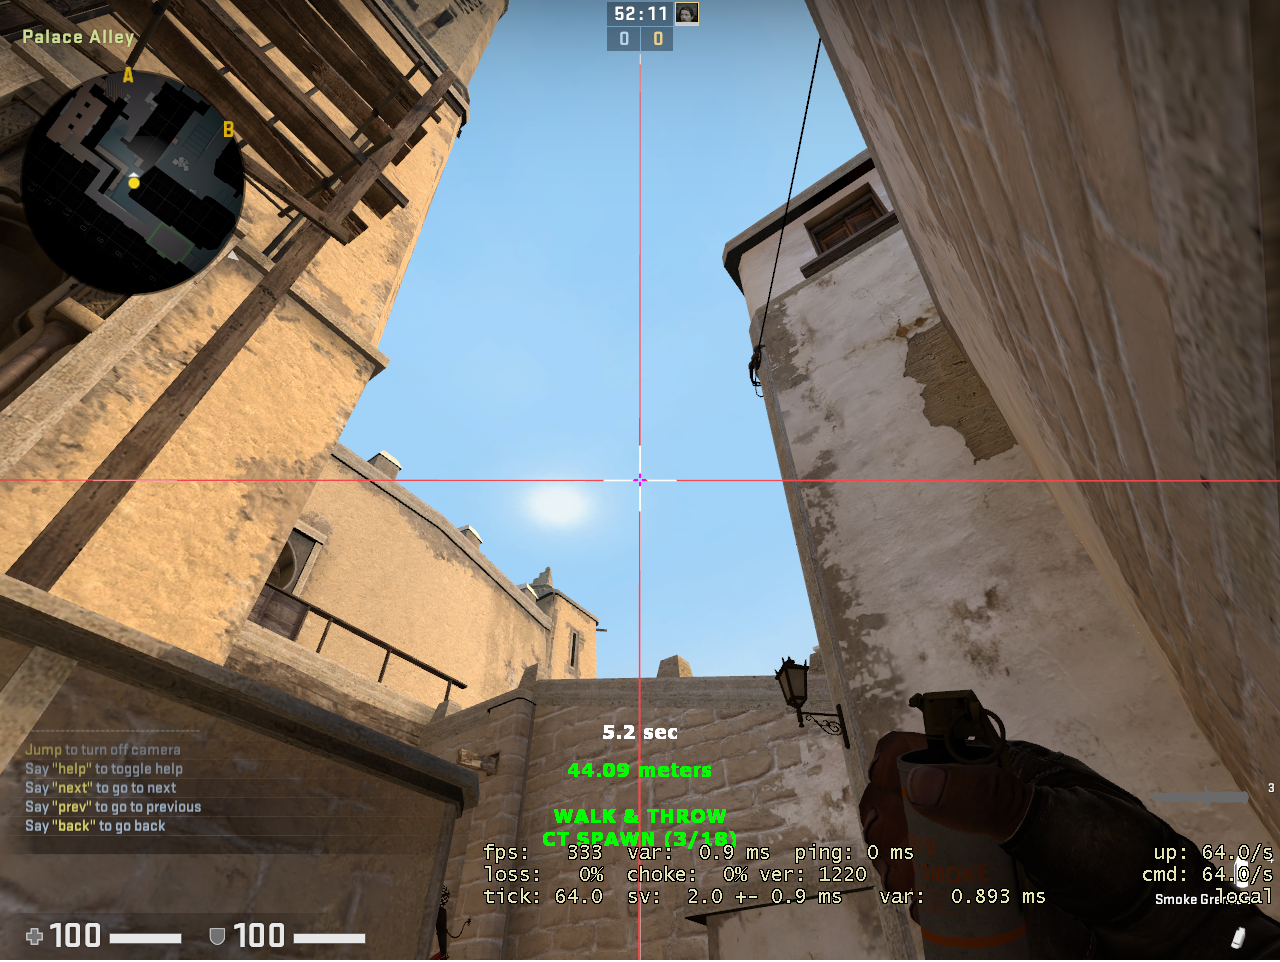 52:11
0 0
Palace Alley
A
B
5.2 sec
44.09 meters
WALK & THROW
CT SPAWN (3/18)
Jump to turn off camera
Say "help" to toggle help
Say "next" to go to next
Say "prev" to go to previous
Say "back" to go back
3
fps: 333 var: 0.9 ms ping: 0 ms
loss: 0% choke: 0% ver: 1220
tick: 64.0 sv: 2.0 +- 0.9 ms var: 0.893 ms
up: 64.0/s
cmd: 64.0/s
local
Smoke
100 100